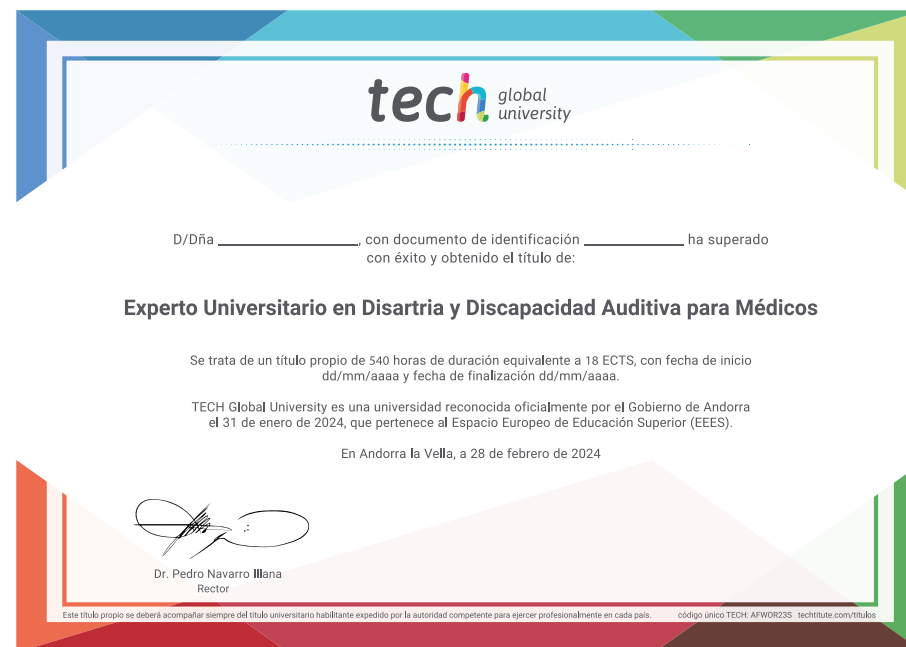 tech global university
D/Dña ____________________, con documento de identificación ______________ ha superado
con éxito y obtenido el título de:
Experto Universitario en Disartria y Discapacidad Auditiva para Médicos
Se trata de un título propio de 540 horas de duración equivalente a 18 ECTS, con fecha de inicio
dd/mm/aaaa y fecha de finalización dd/mm/aaaa.
TECH Global University es una universidad reconocida oficialmente por el Gobierno de Andorra
el 31 de enero de 2024, que pertenece al Espacio Europeo de Educación Superior (EEES).
En Andorra la Vella, a 28 de febrero de 2024
Dr. Pedro Navarro Illana
Rector
Este título propio se deberá acompañar siempre del título universitario habilitante expedido por la autoridad competente para ejercer profesionalmente en cada país. código único TECH: AFWOR23S techtitute.com/titulos